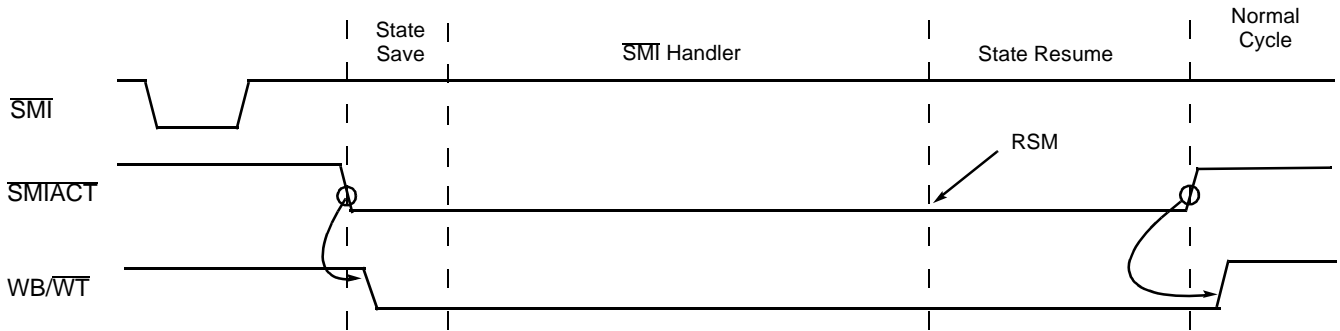 State
Save
SMI Handler
State Resume
Normal
Cycle
SMI
RSM
SMIACT
WB/WT